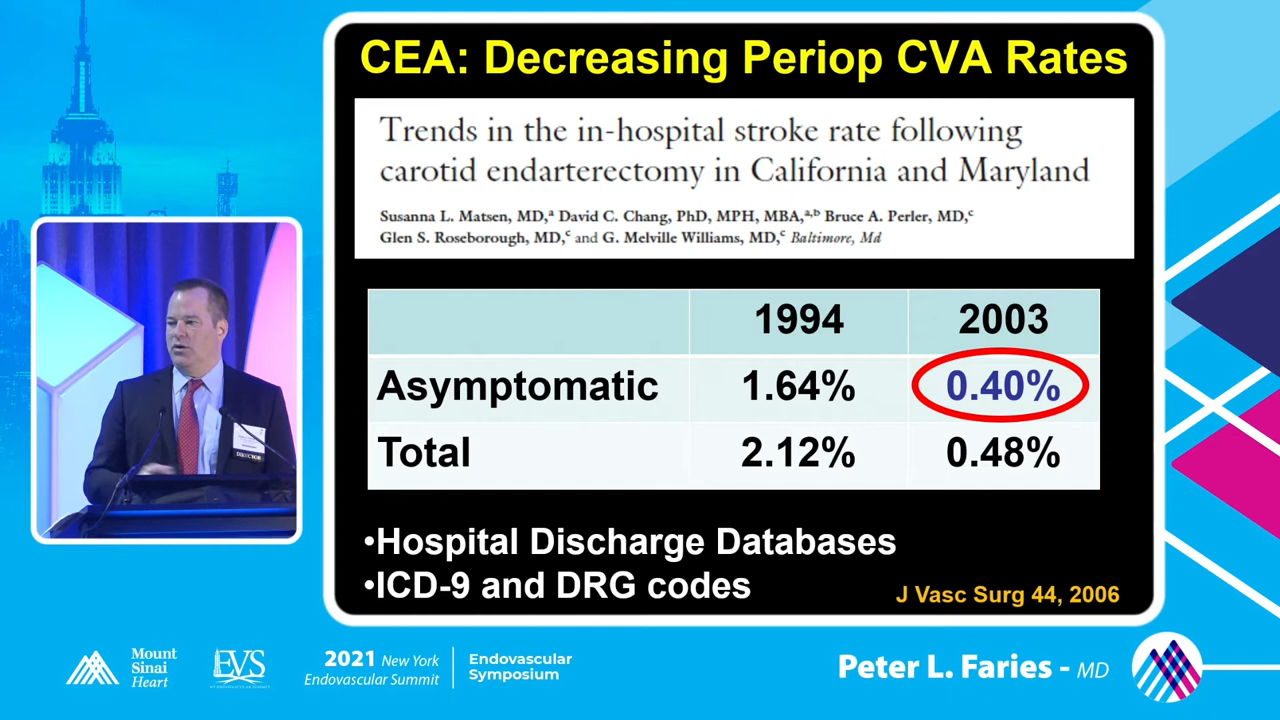 CEA: Decreasing Periop CVA Rates
Trends in the in-hospital stroke rate following
carotid endarterectomy in California and Maryland
Susanna L. Matsen, MD,ᵃ David C. Chang, PhD, MPH, MBA,ᵃ,ᵇ Bruce A. Perler, MD,ᶜ
Glen S. Roseborough, MD,ᶜ and G. Melville Williams, MD,ᶜ Baltimore, Md
1994 2003
Asymptomatic 1.64% 0.40%
Total 2.12% 0.48%
•Hospital Discharge Databases
•ICD-9 and DRG codes
J Vasc Surg 44, 2006
DIRECTOR
Mount
Sinai
Heart
EVS
2021 New York
Endovascular Summit
Endovascular
Symposium
Peter L. Faries - MD